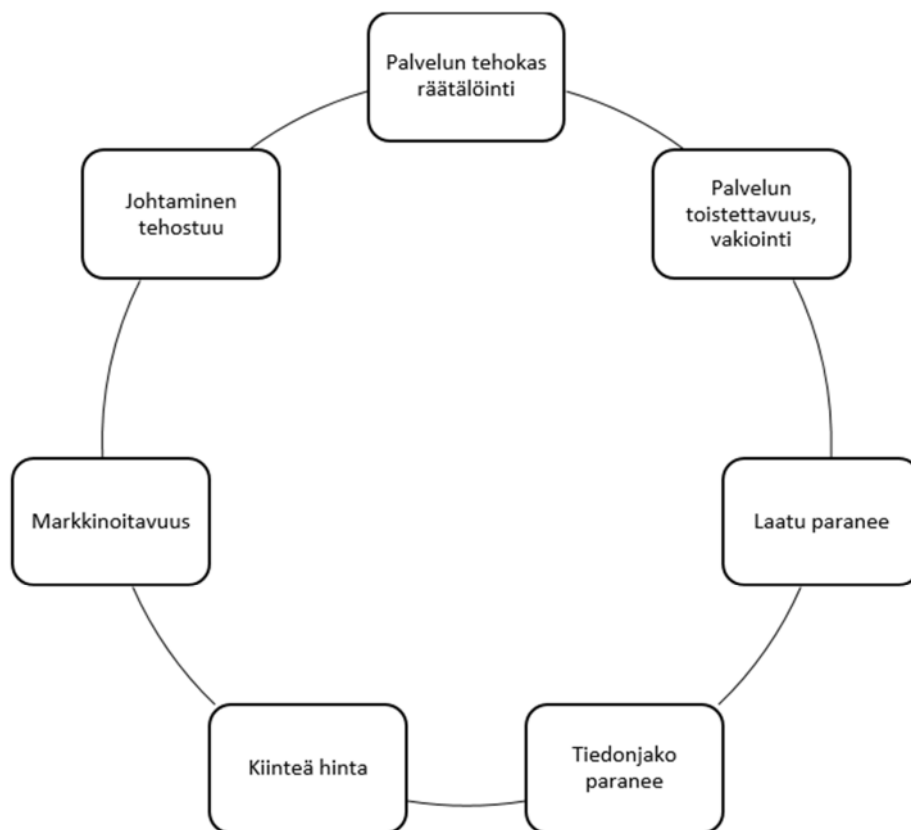 Palvelun tehokas
räätälöinti
Palvelun
toistettavuus,
vakiointi
Laatu paranee
Tiedonjako
paranee
Kiinteä hinta
Markkinoitavuus
Johtaminen
tehostuu